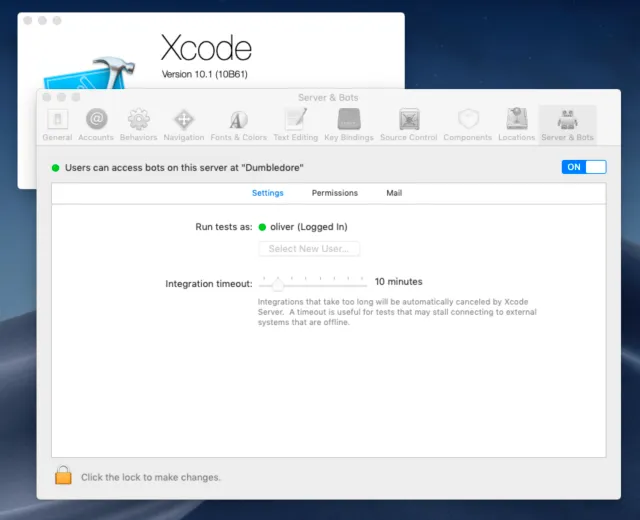 Xcode
Version 10.1 (10B61)
Server & Bots
General Accounts Behaviors Navigation Fonts & Colors Text Editing Key Bindings Source Control Components Locations Server & Bots
Users can access bots on this server at "Dumbledore"
ON
Settings Permissions Mail
Run tests as: oliver (Logged In)
Select New User...
Integration timeout: 10 minutes
Integrations that take too long will be automatically canceled by Xcode
Server. A timeout is useful for tests that may stall connecting to external
systems that are offline.
Click the lock to make changes.